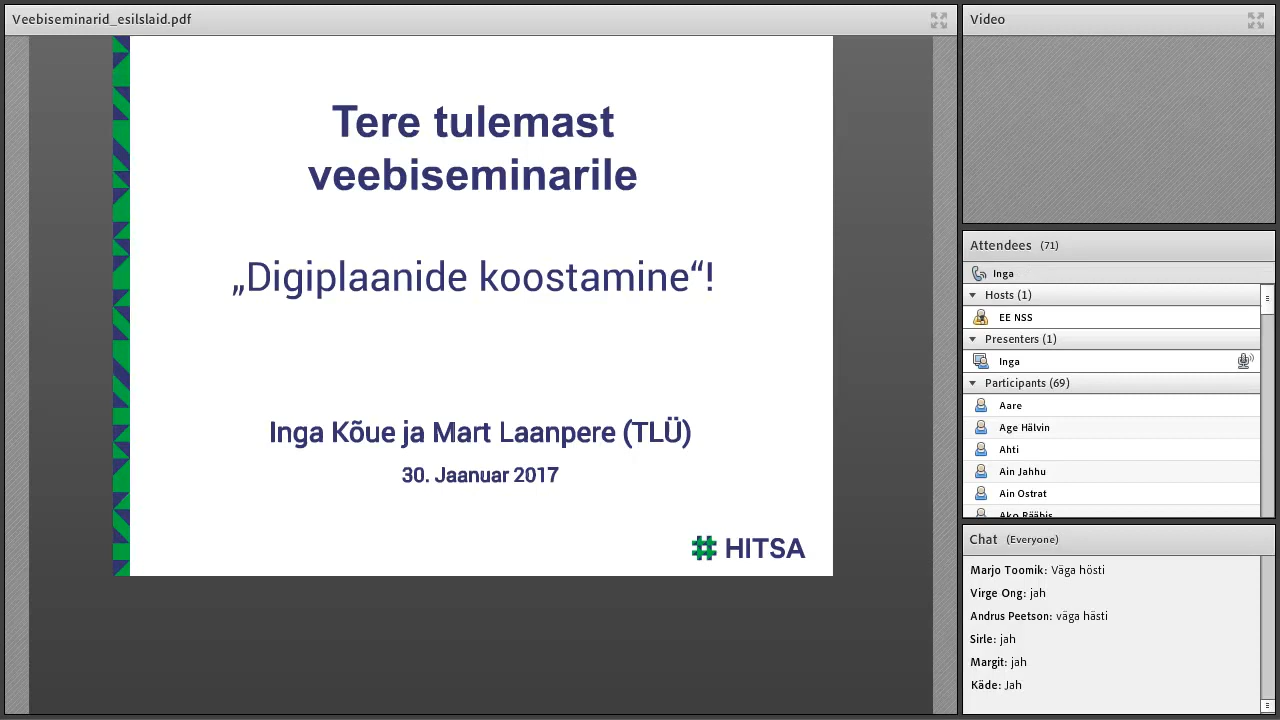 Veebiseminarid_esilslaid.pdf
Tere tulemast
veebiseminarile
„Digiplaanide koostamine“!
Inga Kõue ja Mart Laanpere (TLÜ)
30. Jaanuar 2017
HITSA
Video
Attendees (71)
Inga
Hosts (1)
EE NSS
Presenters (1)
Inga
Participants (69)
Aare
Age Hälvin
Ahti
Ain Jahhu
Ain Ostrat
Ako Rääbis
Chat (Everyone)
Marjo Toomik: Väga hösti
Virge Ong: jah
Andrus Peetson: väga hästi
Sirle: jah
Margit: jah
Käde: Jah